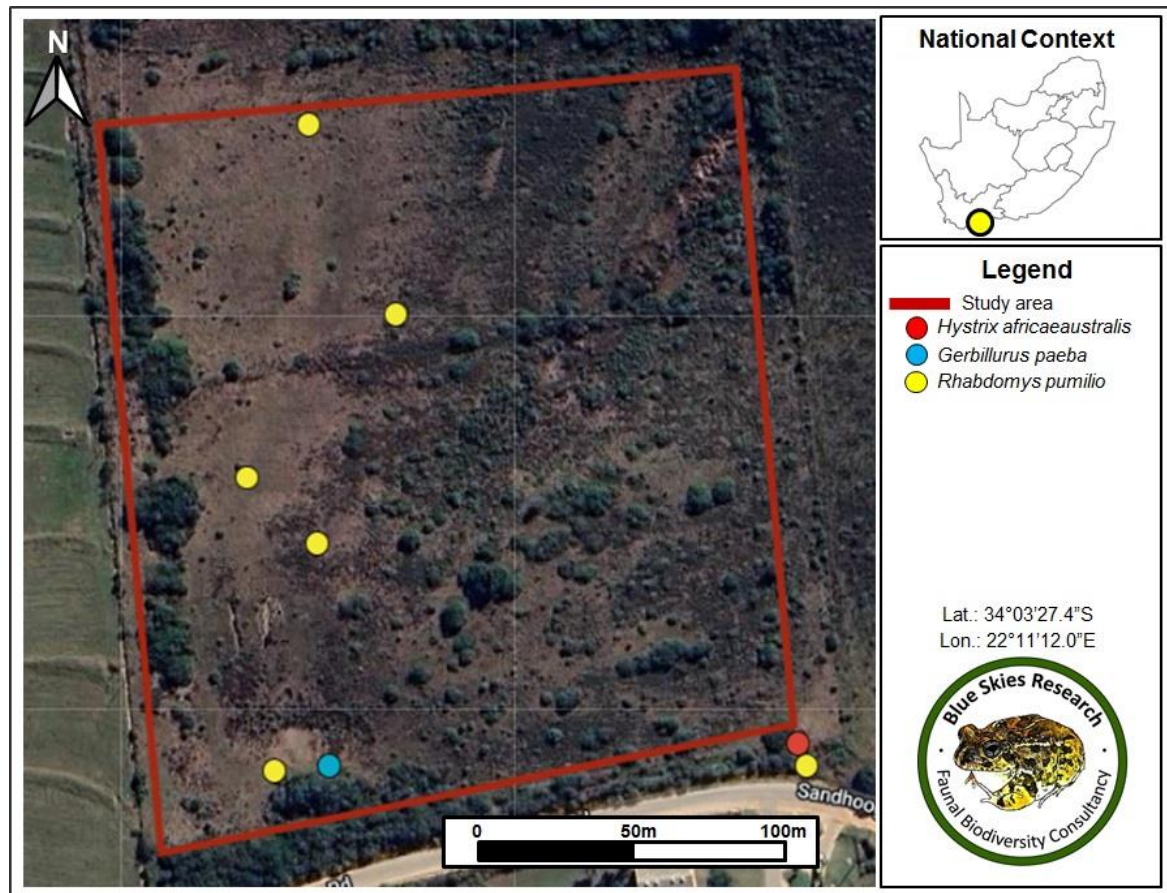 N
National Context
Legend
Study area
Hystrix africaeaustralis
Gerbillurus paeba
Rhabdomys pumilio
Lat.: 34°03'27.4"S
Lon.: 22°11'12.0"E
Blue Skies Research
Faunal Biodiversity Consultancy
Sandhoo
0 50m 100m
Rd